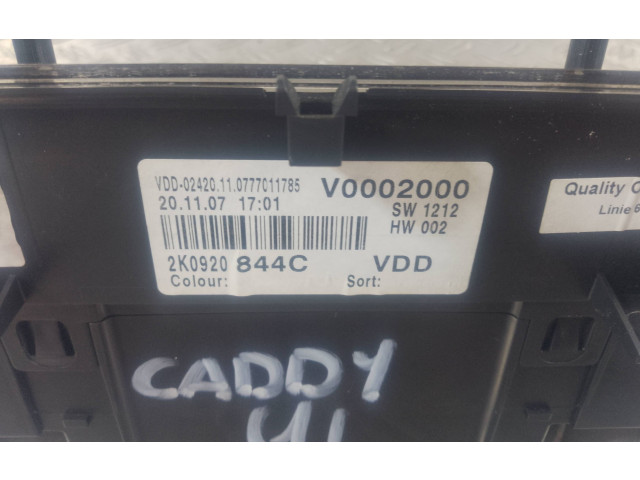 VDD-02420.11.0777011785 V0002000
20.11.07 17:01 SW 1212
HW 002
2K0920 844C VDD
Colour: Sort:
Quality
Linie 6
CADDY